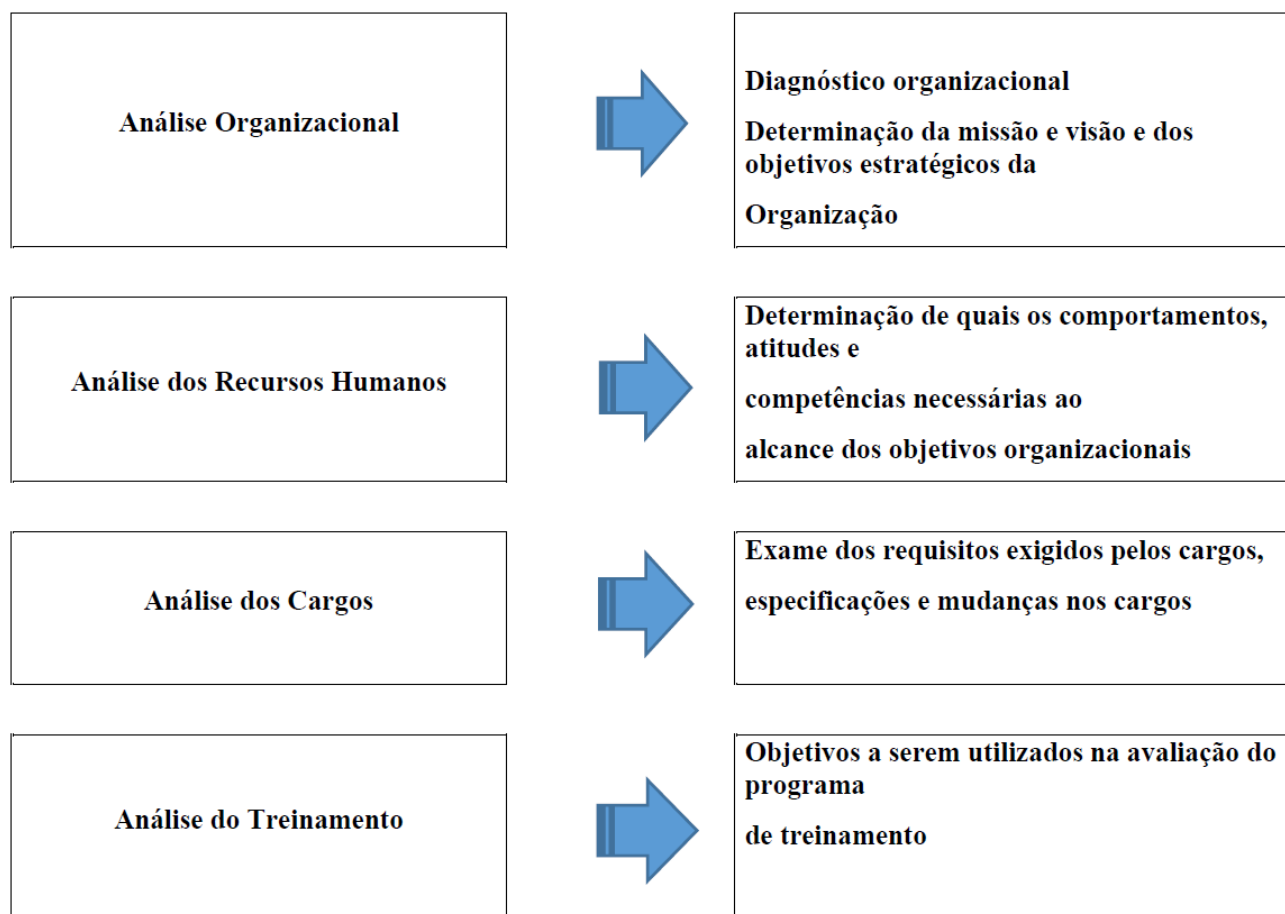 Análise Organizacional
Diagnóstico organizacional
Determinação da missão e visão e dos
objetivos estratégicos da
Organização
Análise dos Recursos Humanos
Determinação de quais os comportamentos,
atitudes e
competências necessárias ao
alcance dos objetivos organizacionais
Análise dos Cargos
Exame dos requisitos exigidos pelos cargos,
especificações e mudanças nos cargos
Análise do Treinamento
Objetivos a serem utilizados na avaliação do
programa
de treinamento